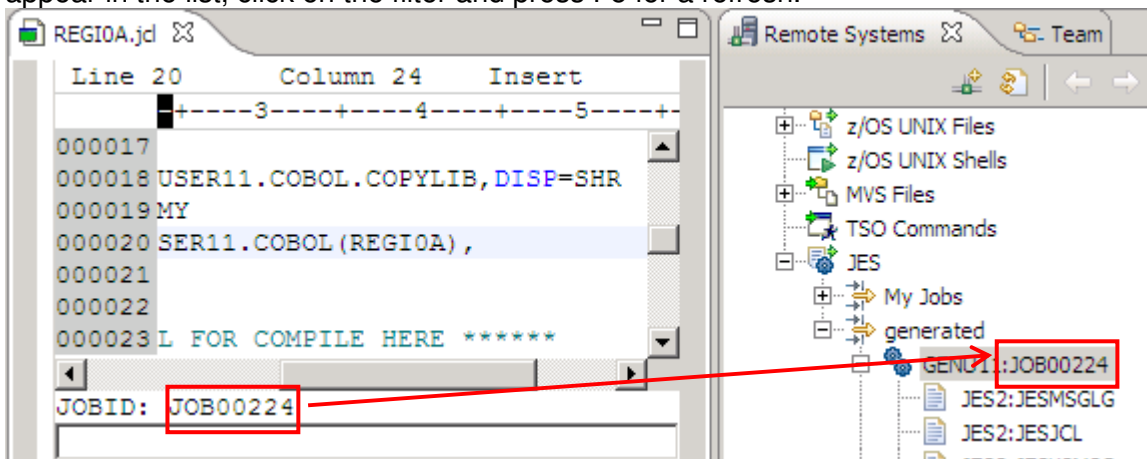 appear in the list, click on the filter and press F5 for a refresh.
REGI0A.jcl
Line 20 Column 24 Insert
-+----3----+----4----+----5----+-
000017
000018 USER11.COBOL.COPYLIB,DISP=SHR
000019 MY
000020 SER11.COBOL(REGI0A),
000021
000022
000023 L FOR COMPILE HERE ******
JOBID: JOB00224
Remote Systems Team
z/OS UNIX Files
z/OS UNIX Shells
MVS Files
TSO Commands
JES
My Jobs
generated
GENU11:JOB00224
JES2:JESMSGLG
JES2:JESJCL